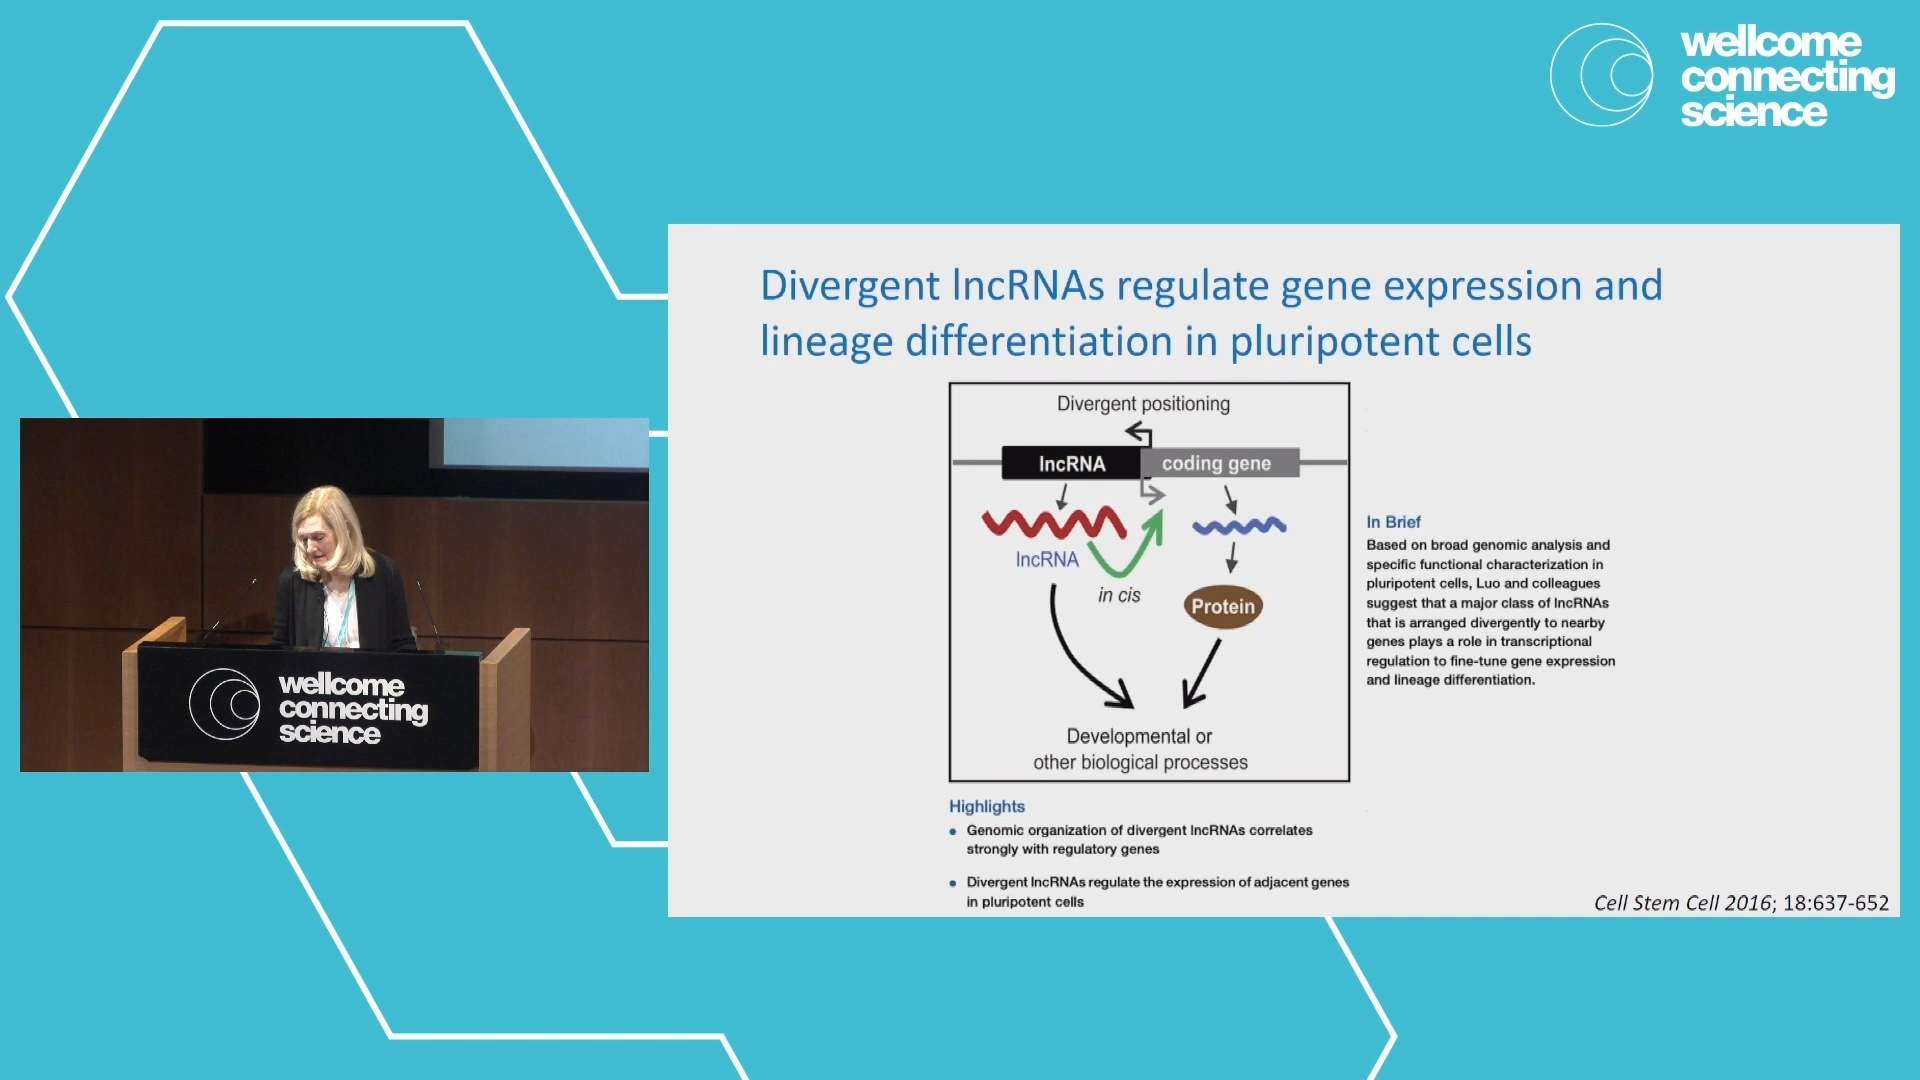 wellcome
connecting
science
Divergent lncRNAs regulate gene expression and
lineage differentiation in pluripotent cells
Divergent positioning
lncRNA
coding gene
lncRNA
in cis
Protein
Developmental or
other biological processes
In Brief
Based on broad genomic analysis and
specific functional characterization in
pluripotent cells, Luo and colleagues
suggest that a major class of lncRNAs
that is arranged divergently to nearby
genes plays a role in transcriptional
regulation to fine-tune gene expression
and lineage differentiation.
Highlights
• Genomic organization of divergent lncRNAs correlates
strongly with regulatory genes
• Divergent lncRNAs regulate the expression of adjacent genes
in pluripotent cells
Cell Stem Cell 2016; 18:637-652
wellcome
connecting
science